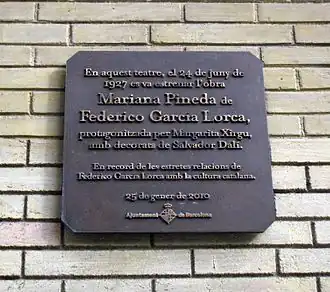 En aquest teatre, el 24 de juny de
1927 es va estrenar l'obra
Mariana Pineda de
Federico García Lorca,
protagonitzada per Margarita Xirgu,
amb decorats de Salvador Dalí.
En record de les estretes relacions de
Federico García Lorca amb la cultura catalana.
25 de gener de 2010
Ajuntament de Barcelona